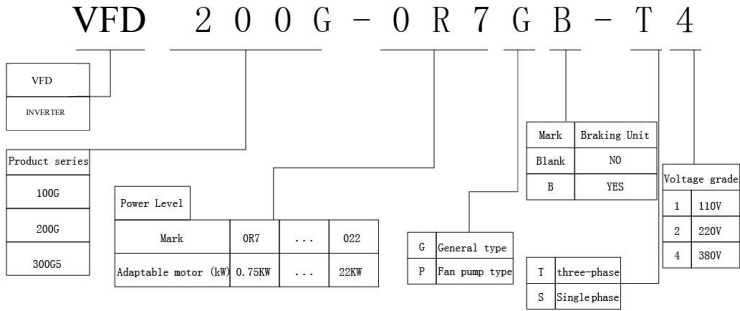 VFD 200G-0R7GB-T4
VFD
INVERTER
Product series
100G
200G
300G5
Power Level
Mark 0R7 ... 022
Adaptable motor (kW) 0.75KW ... 22KW
G General type
P Fan pump type
Mark Braking Unit
Blank NO
B YES
T three-phase
S Singlephase
Voltage grade
1 110V
2 220V
4 380V